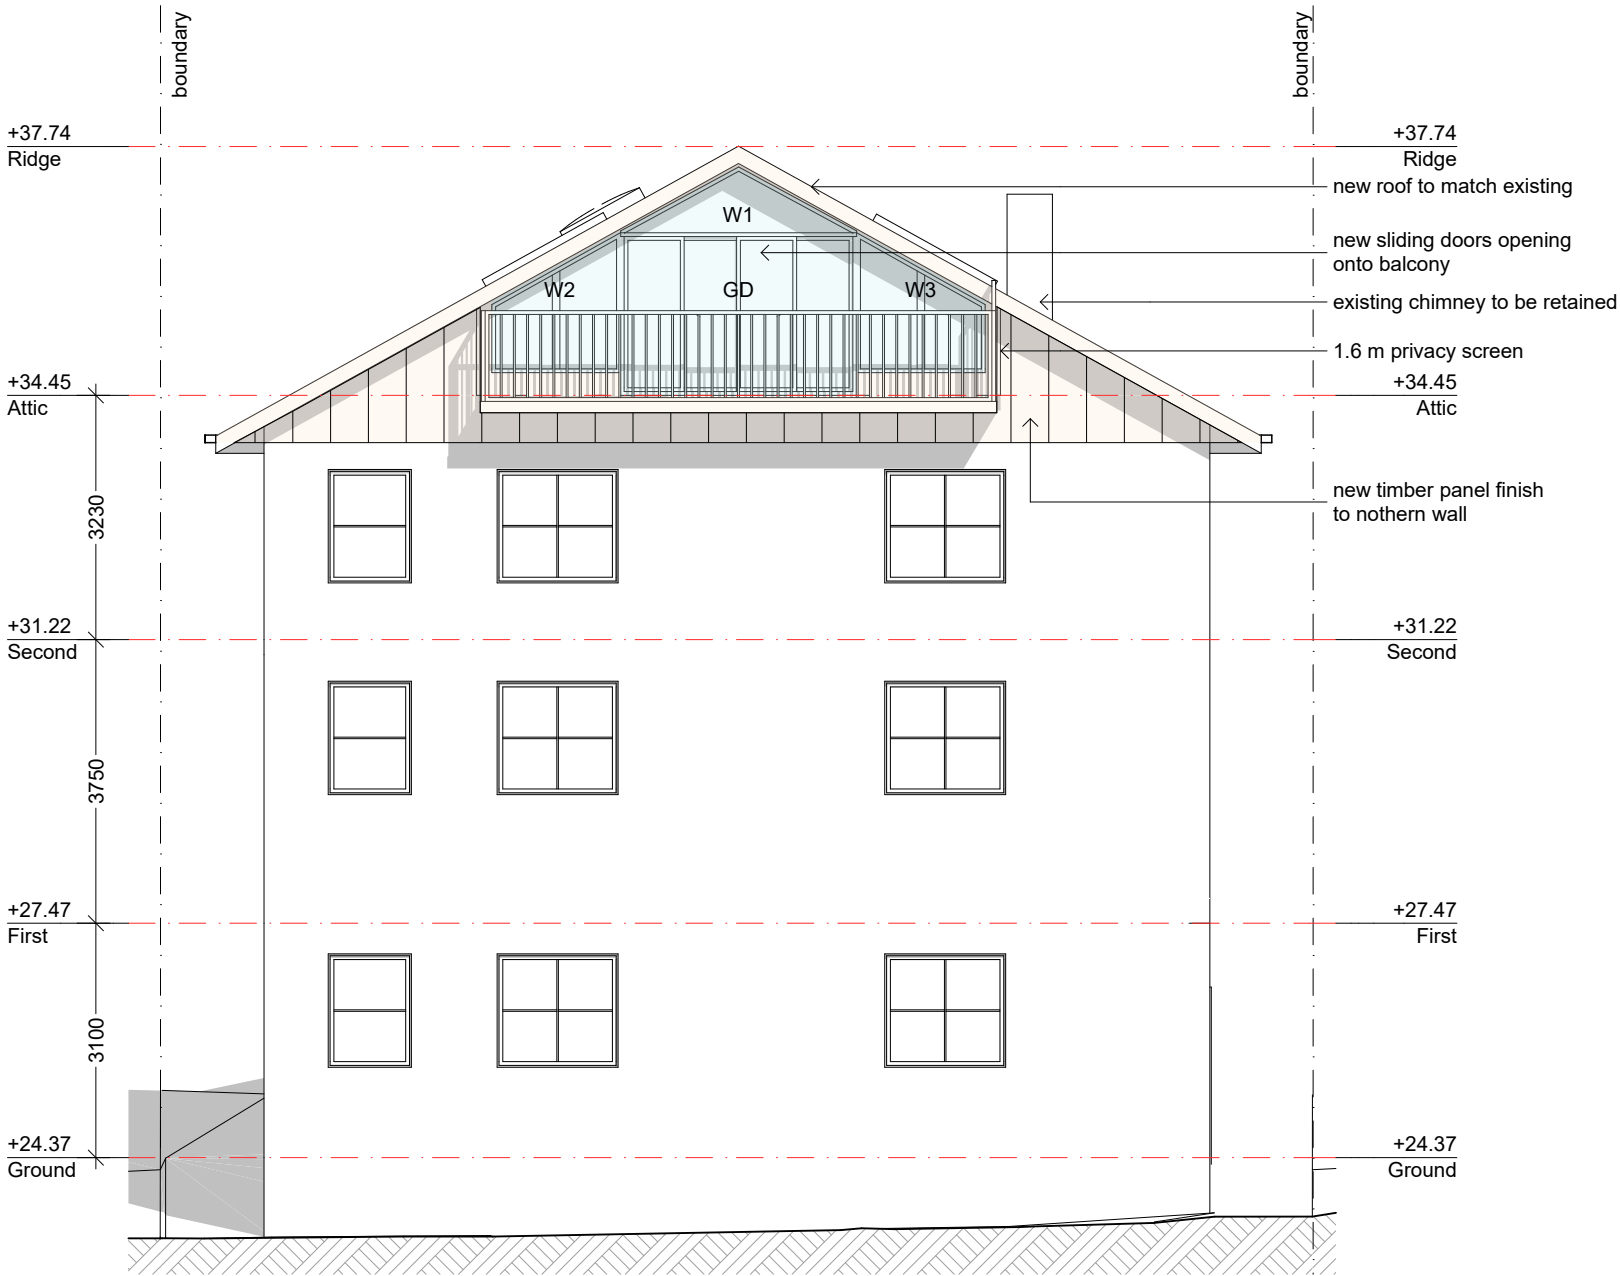 boundary
boundary
+37.74
Ridge
+37.74
Ridge
new roof to match existing
W1
new sliding doors opening
onto balcony
W2
GD
W3
existing chimney to be retained
1.6 m privacy screen
+34.45
Attic
+34.45
Attic
3230
new timber panel finish
to nothern wall
+31.22
Second
+31.22
Second
3750
+27.47
First
+27.47
First
3100
+24.37
Ground
+24.37
Ground